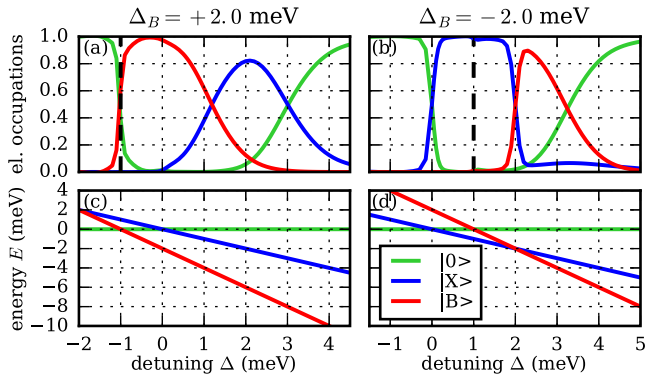 Δ_B = +2.0 meV
Δ_B = −2.0 meV
el. occupations
1.0
0.8
0.6
0.4
0.2
0.0
(a)
(b)
energy E (meV)
4
2
0
−2
−4
−6
−8
−10
(c)
(d)
|0>
|X>
|B>
−2 −1 0 1 2 3 4
−1 0 1 2 3 4 5
detuning Δ (meV)
detuning Δ (meV)